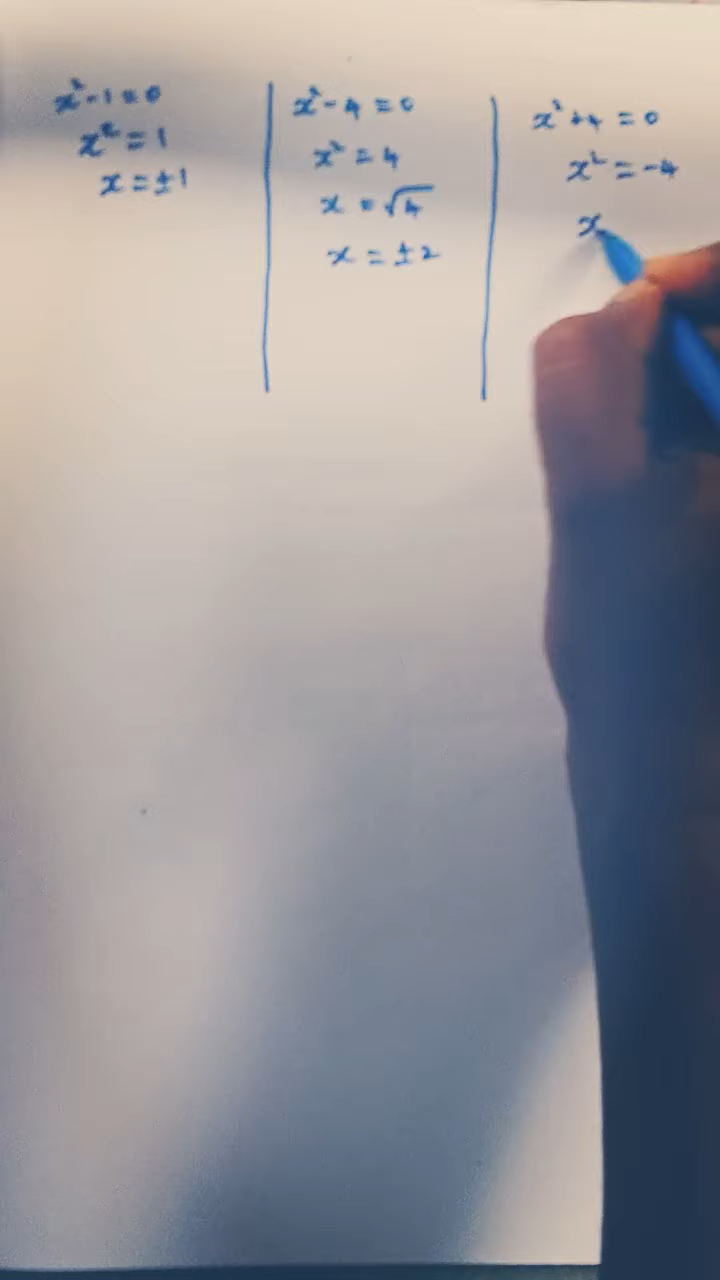 x²-1=0
x²=1
x=±1
x²-4=0
x²=4
x=√4
x=±2
x²+4=0
x²=-4
x